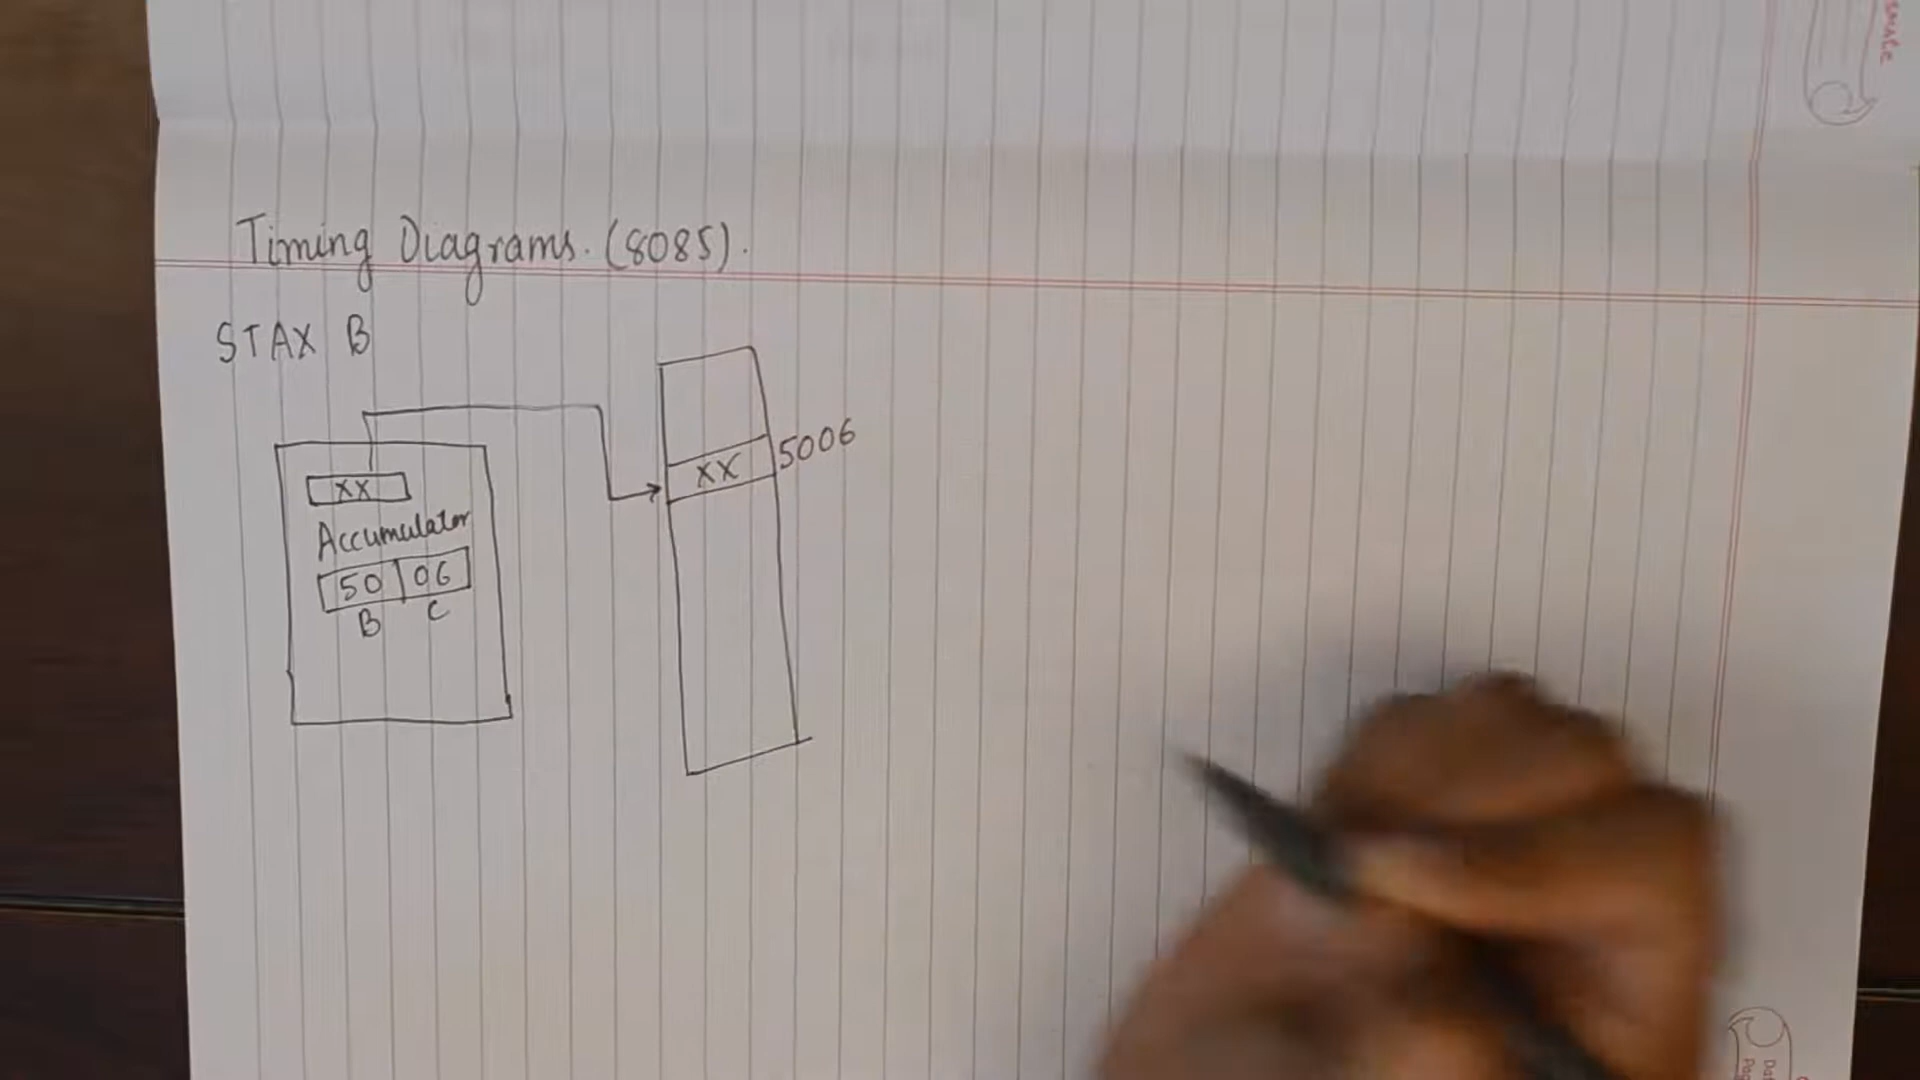 Timing Diagrams. (8085).
STAX B
5006
XX
XX
Accumulator
50 06
B C